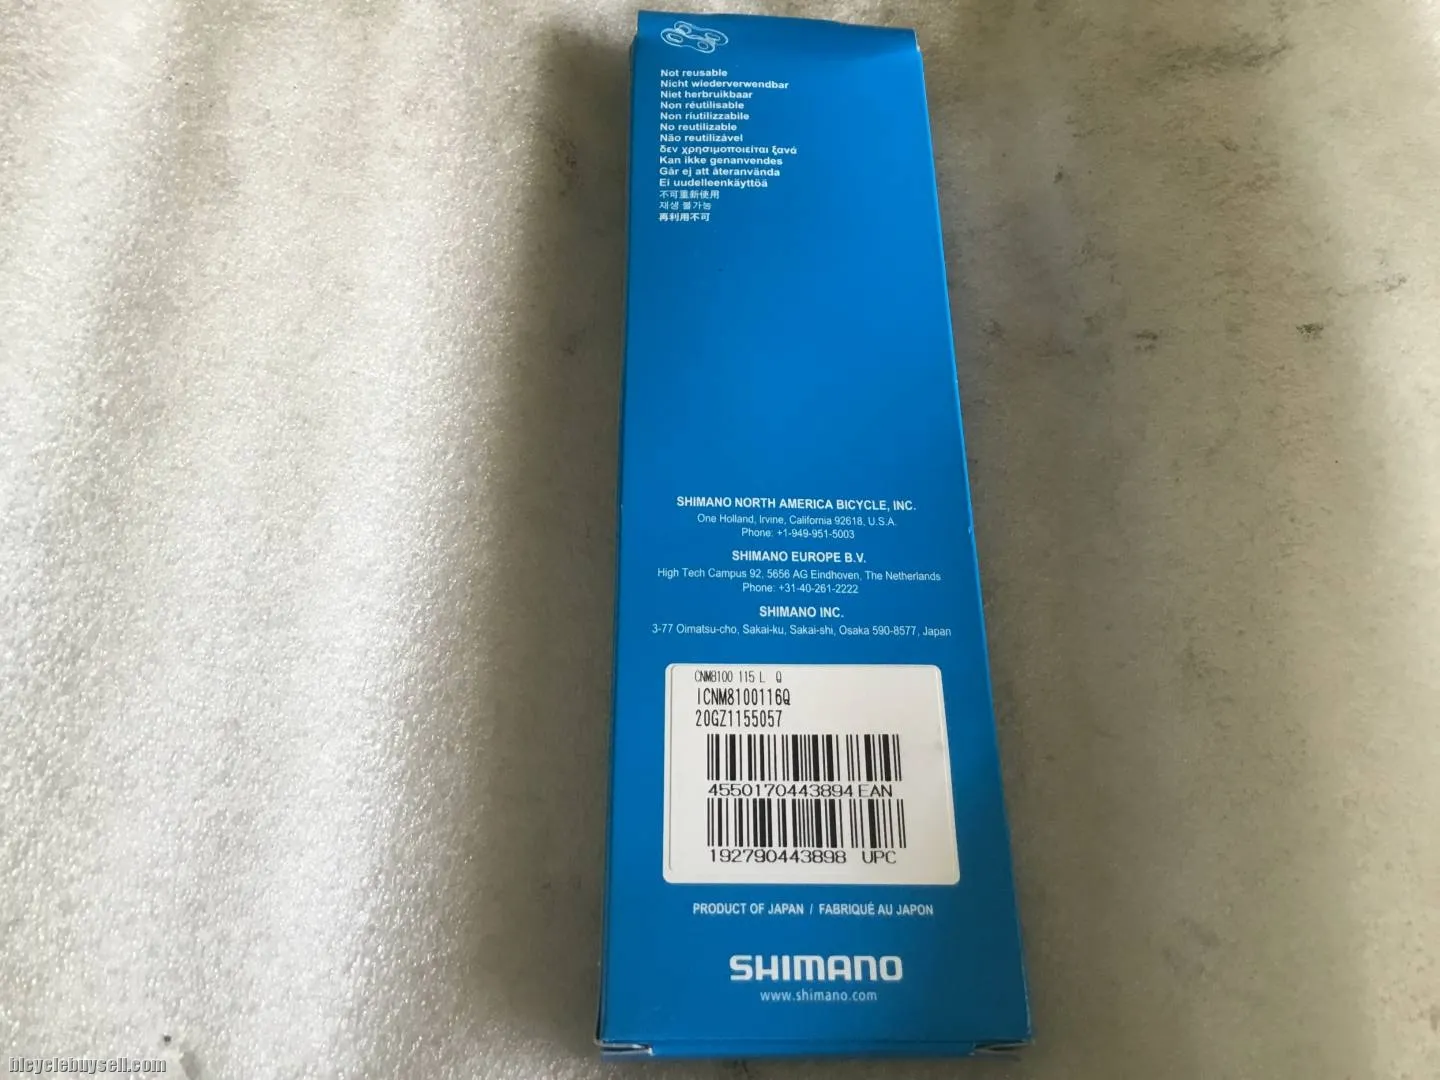 Not reusable
Nicht wiederverwendbar
Niet herbruikbaar
Non réutilisable
Non riutilizzabile
No reutilizable
Não reutilizável
δεν χρησιμοποιείται ξανά
Kan ikke genanvendes
Går ej att återanvända
Ei uudelleenkäyttöä
不可重新使用
재생 불가능
再利用不可
SHIMANO NORTH AMERICA BICYCLE, INC.
One Holland, Irvine, California 92618, U.S.A.
Phone: +1-949-951-5003
SHIMANO EUROPE B.V.
High Tech Campus 92, 5656 AG Eindhoven, The Netherlands
Phone: +31-40-261-2222
SHIMANO INC.
3-77 Oimatsu-cho, Sakai-ku, Sakai-shi, Osaka 590-8577, Japan
CNM8100 115 L Q
ICNM8100116Q
20GZ1155057
4550170443894 EAN
192790443898 UPC
PRODUCT OF JAPAN / FABRIQUÉ AU JAPON
SHIMANO
www.shimano.com
bicyclebuysell.com